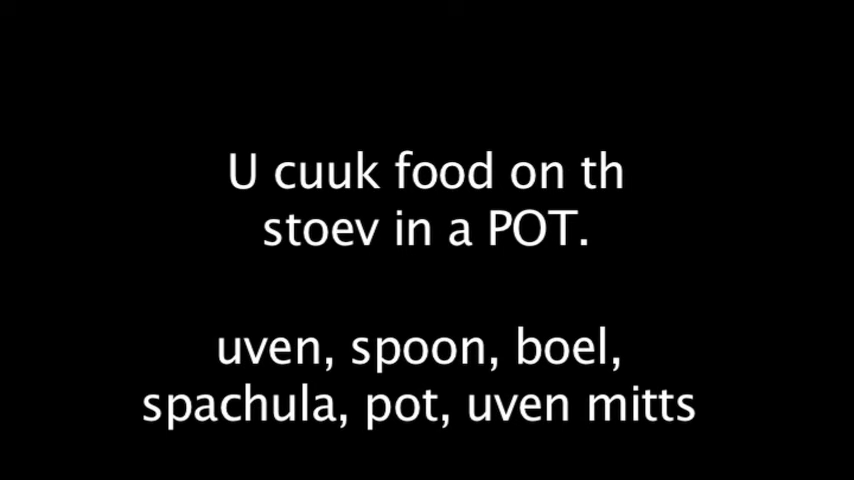 U cuuk food on th
stoev in a POT.
uven, spoon, boel,
spachula, pot, uven mitts